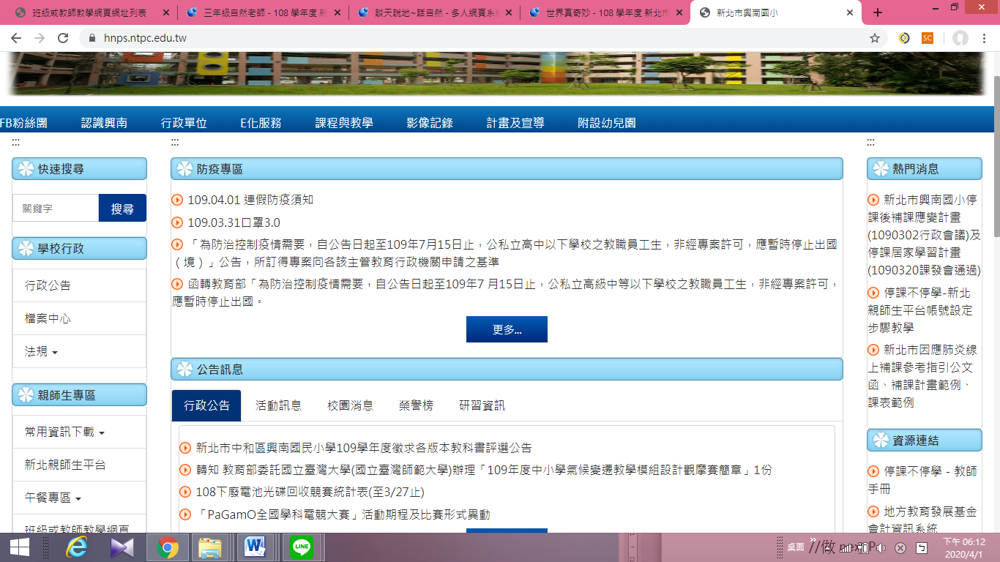 班級或教師教學網頁網址列表
三年級自然老師 - 108 學年度 新
談天說地~話自然 - 多人網頁系
世界真奇妙 - 108 學年度 新北市
新北市興南國小
hnps.ntpc.edu.tw
SC
FB粉絲團 認識興南 行政單位 E化服務 課程與教學 影像記錄 計畫及宣導 附設幼兒園
:::
快速搜尋
關鍵字 搜尋
學校行政
行政公告
檔案中心
法規
親師生專區
常用資訊下載
新北親師生平台
午餐專區
班級或教師教學網頁
:::
防疫專區
109.04.01 連假防疫須知
109.03.31口罩3.0
「為防治控制疫情需要，自公告日起至109年7月15日止，公私立高中以下學校之教職員工生，非經專案許可，應暫時停止出國
（境）」公告，所訂得專案向各該主管教育行政機關申請之基準
函轉教育部「為防治控制疫情需要，自公告日起至109年7 月15日止，公私立高級中等以下學校之教職員工生，非經專案許可，
應暫時停止出國。
更多...
公告訊息
行政公告 活動訊息 校園消息 榮譽榜 研習資訊
新北市中和區興南國民小學109學年度徵求各版本教科書評選公告
轉知 教育部委託國立臺灣大學(國立臺灣師範大學)辦理「109年度中小學氣候變遷教學模組設計觀摩賽簡章」1份
108下廢電池光碟回收競賽統計表(至3/27止)
「PaGamO全國學科電競大賽」活動期程及比賽形式異動
:::
熱門消息
新北市興南國小停
課後補課應變計畫
(1090302行政會議)及
停課居家學習計畫
(1090320課發會通過)
停課不停學-新北
親師生平台帳號設定
步驟教學
新北市因應肺炎線
上補課參考指引公文
函、補課計畫範例、
課表範例
資源連結
停課不停學 - 教師
手冊
地方教育發展基金
會計資訊系統
LINE
桌面
//做
下午 06:12
2020/4/1